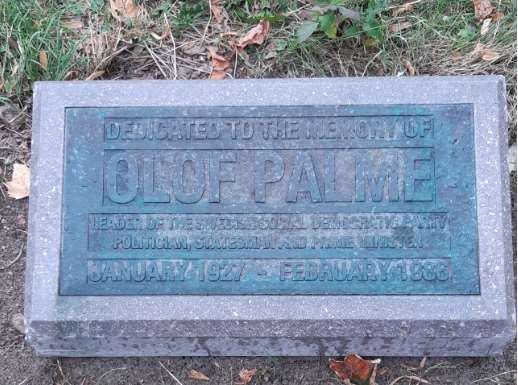 DEDICATED TO THE MEMORY OF
OLOF PALME
LEADER OF THE SWEDISH SOCIAL DEMOCRATIC PARTY
POLITICIAN, STATESMAN AND PRIME MINISTER
JANUARY 1927 - FEBRUARY 1986